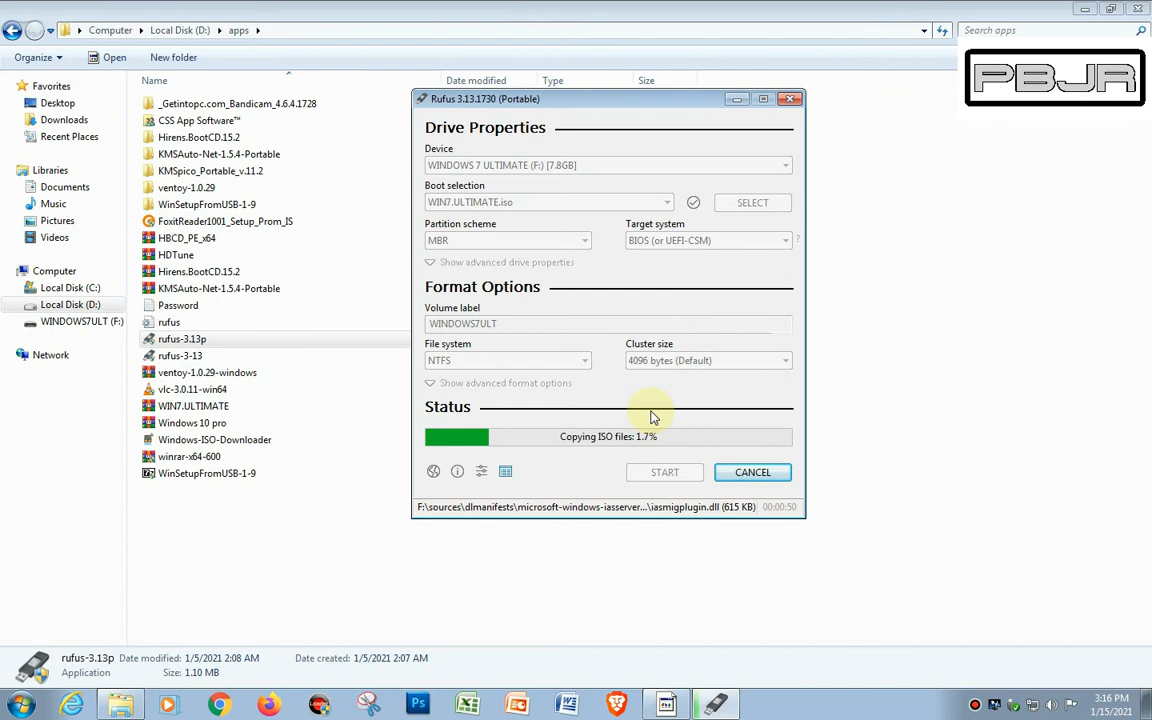 Computer
Local Disk (D:)
apps
Search apps
Organize
Open
New folder
PBJR
Name
Date modified
Type
Size
Favorites
Desktop
Downloads
Recent Places
Libraries
Documents
Music
Pictures
Videos
Computer
Local Disk (C:)
Local Disk (D:)
WINDOWS7ULT (F:)
Network
_Getintopc.com_Bandicam_4.6.4.1728
CSS App Software™
Hirens.BootCD.15.2
KMSAuto-Net-1.5.4-Portable
KMSpico_Portable_v.11.2
ventoy-1.0.29
WinSetupFromUSB-1-9
FoxitReader1001_Setup_Prom_IS
HBCD_PE_x64
HDTune
Hirens.BootCD.15.2
KMSAuto-Net-1.5.4-Portable
Password
rufus
rufus-3.13p
rufus-3-13
ventoy-1.0.29-windows
vlc-3.0.11-win64
WIN7.ULTIMATE
Windows 10 pro
Windows-ISO-Downloader
winrar-x64-600
WinSetupFromUSB-1-9
Rufus 3.13.1730 (Portable)
Drive Properties
Device
WINDOWS 7 ULTIMATE (F:) [7.8GB]
Boot selection
WIN7.ULTIMATE.iso
SELECT
Partition scheme
Target system
MBR
BIOS (or UEFI-CSM)
?
Show advanced drive properties
Format Options
Volume label
WINDOWS7ULT
File system
Cluster size
NTFS
4096 bytes (Default)
Show advanced format options
Status
Copying ISO files: 1.7%
START
CANCEL
F:\sources\dlmanifests\microsoft-windows-iasserver...\iasmigplugin.dll (615 KB)
00:00:50
rufus-3.13p
Date modified: 1/5/2021 2:08 AM
Date created: 1/5/2021 2:07 AM
Application
Size: 1.10 MB
Ps
3:16 PM
1/15/2021